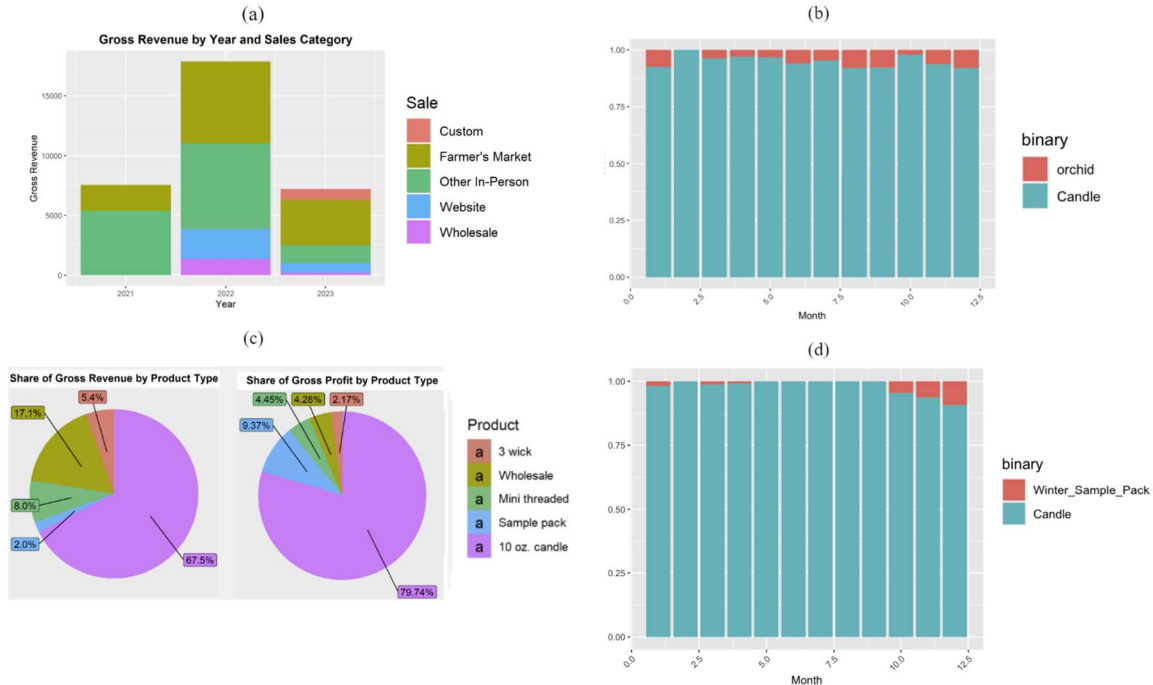 (a)
Gross Revenue by Year and Sales Category
Gross Revenue
15000
10000
5000
0
2021
2022
2023
Year
Sale
Custom
Farmer's Market
Other In-Person
Website
Wholesale
(b)
1.00
0.75
0.50
0.25
0.00
0.0
2.5
5.0
7.5
10.0
12.5
Month
binary
orchid
Candle
(c)
Share of Gross Revenue by Product Type
5.4%
17.1%
8.0%
2.0%
67.5%
Share of Gross Profit by Product Type
4.45%
4.28%
2.17%
9.37%
79.74%
Product
a 3 wick
a Wholesale
a Mini threaded
a Sample pack
a 10 oz. candle
(d)
1.00
0.75
0.50
0.25
0.00
0.0
2.5
5.0
7.5
10.0
12.5
Month
binary
Winter_Sample_Pack
Candle